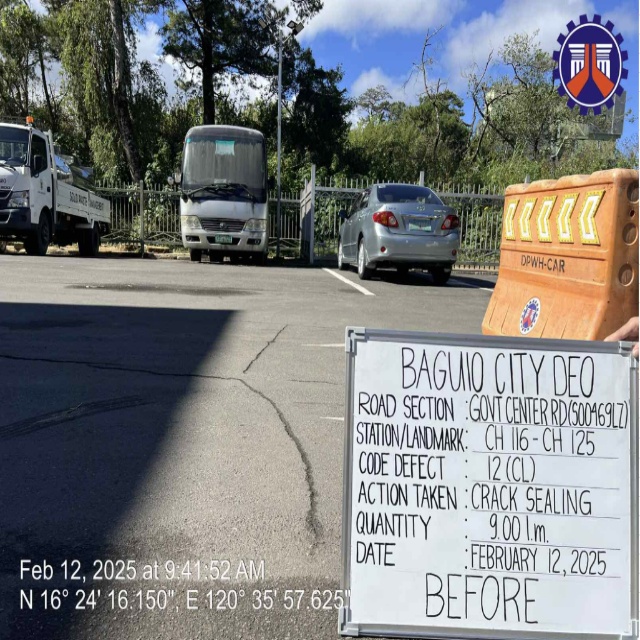 DPWH-CAR
BAGUIO CITY DEO
ROAD SECTION : GOVT CENTER RD(S00469LZ)
STATION/LANDMARK: CH 116 - CH 125
CODE DEFECT : 12 (CL)
ACTION TAKEN : CRACK SEALING
QUANTITY : 9.00 l.m.
DATE : FEBRUARY 12, 2025
BEFORE
Feb 12, 2025 at 9:41:52 AM
N 16° 24' 16.150", E 120° 35' 57.625"